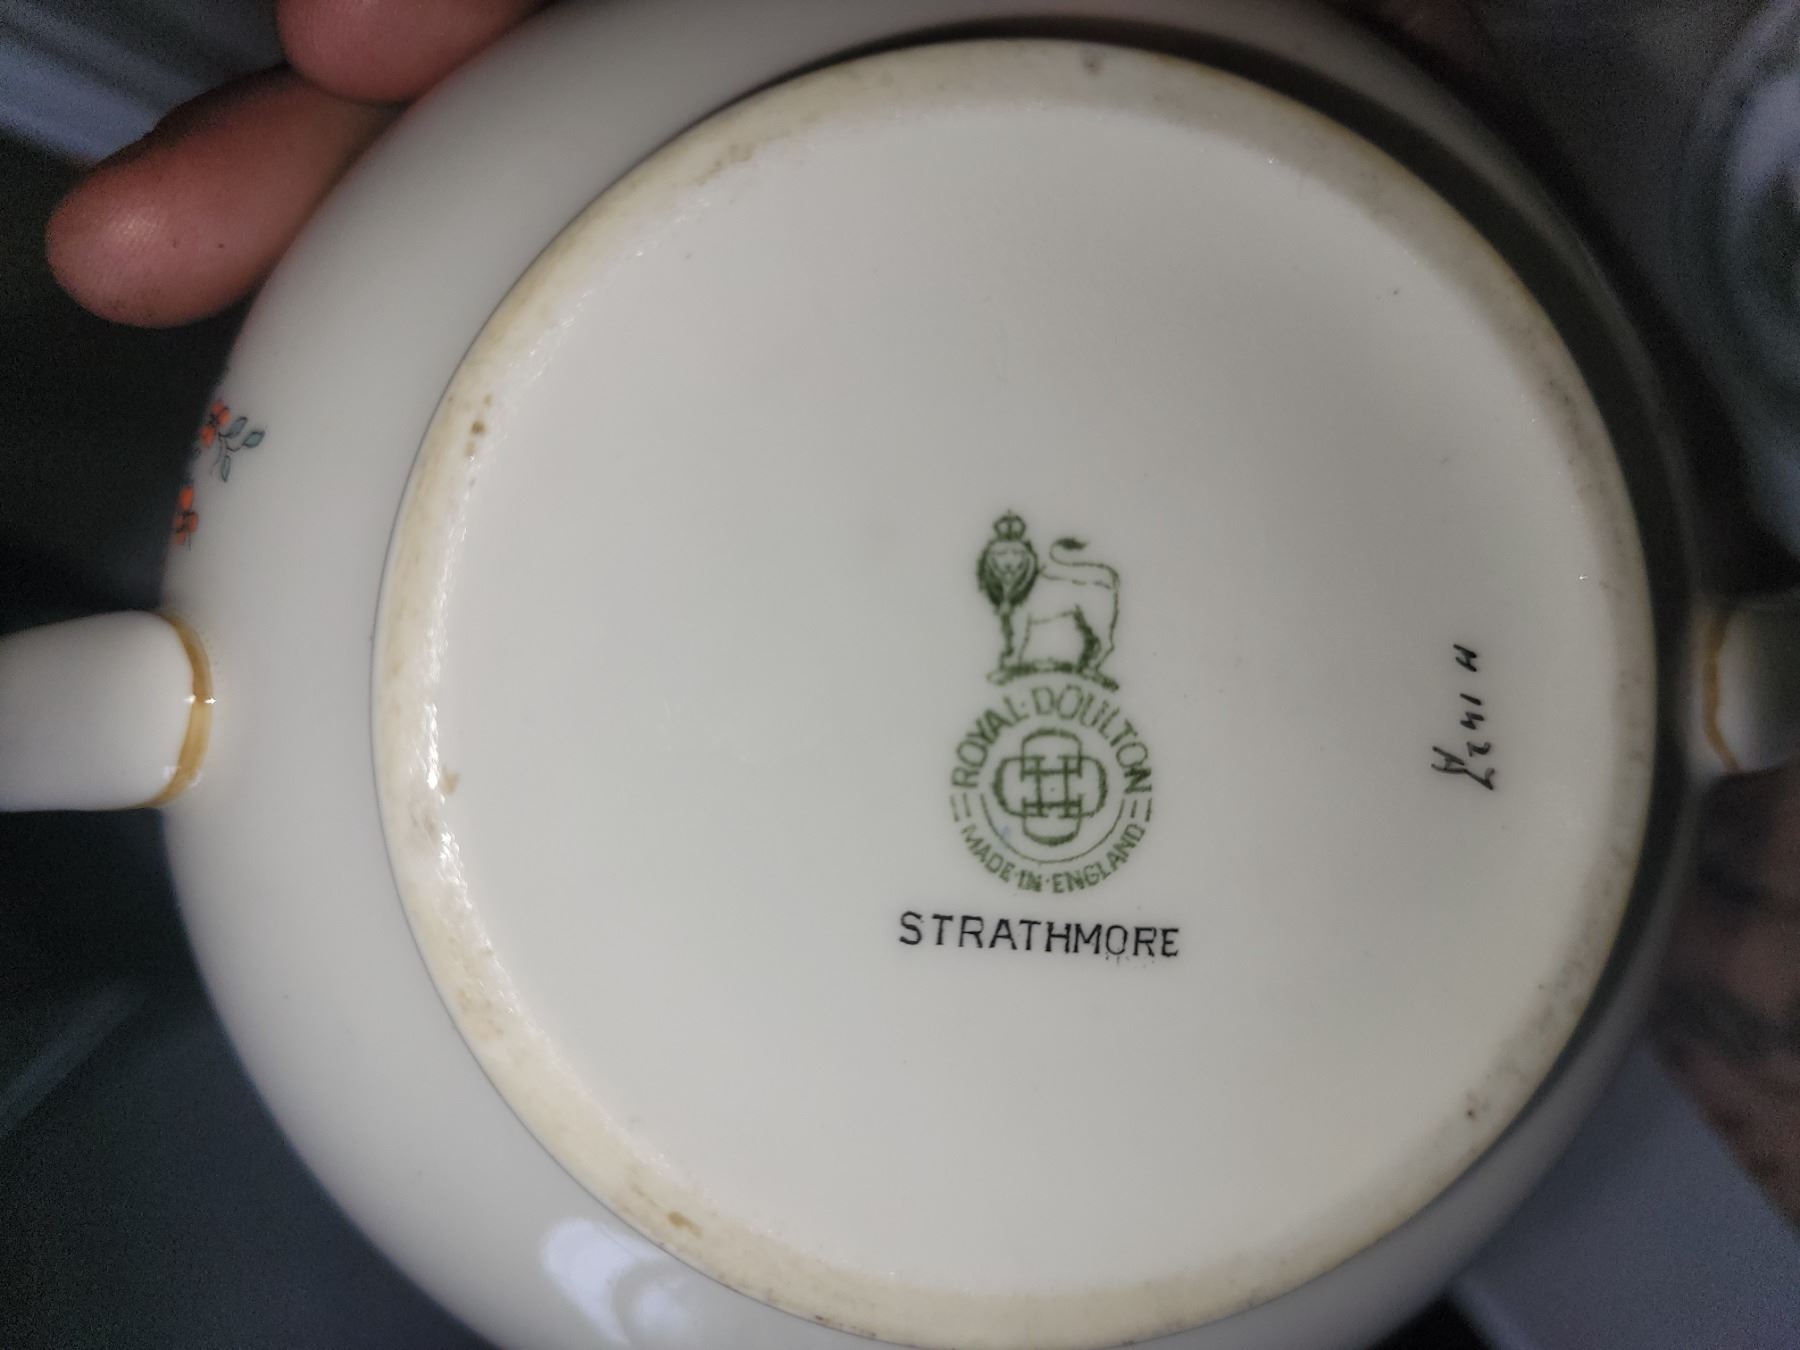 ROYAL·DOULTON
MADE·IN·ENGLAND
STRATHMORE
H 1427
A